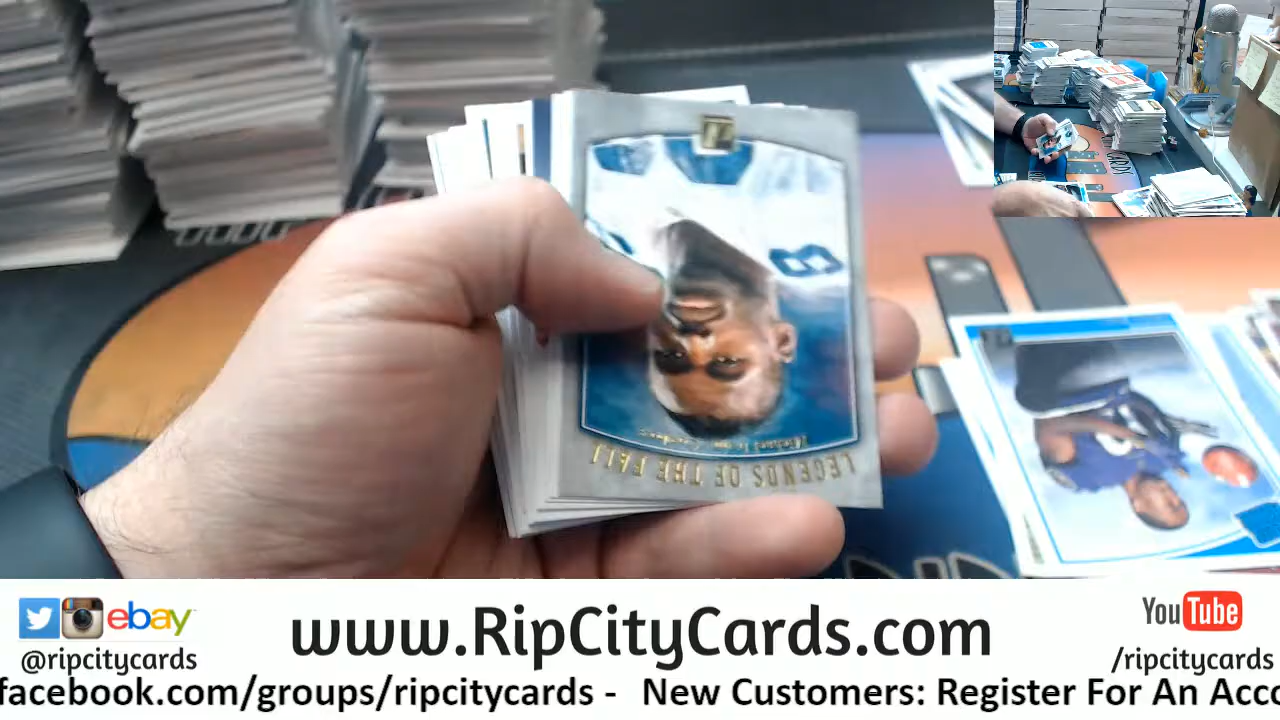 8
LEGENDS OF THE FALL
ebay
@ripcitycards
www.RipCityCards.com
YouTube
/ripcitycards
facebook.com/groups/ripcitycards - New Customers: Register For An Acco